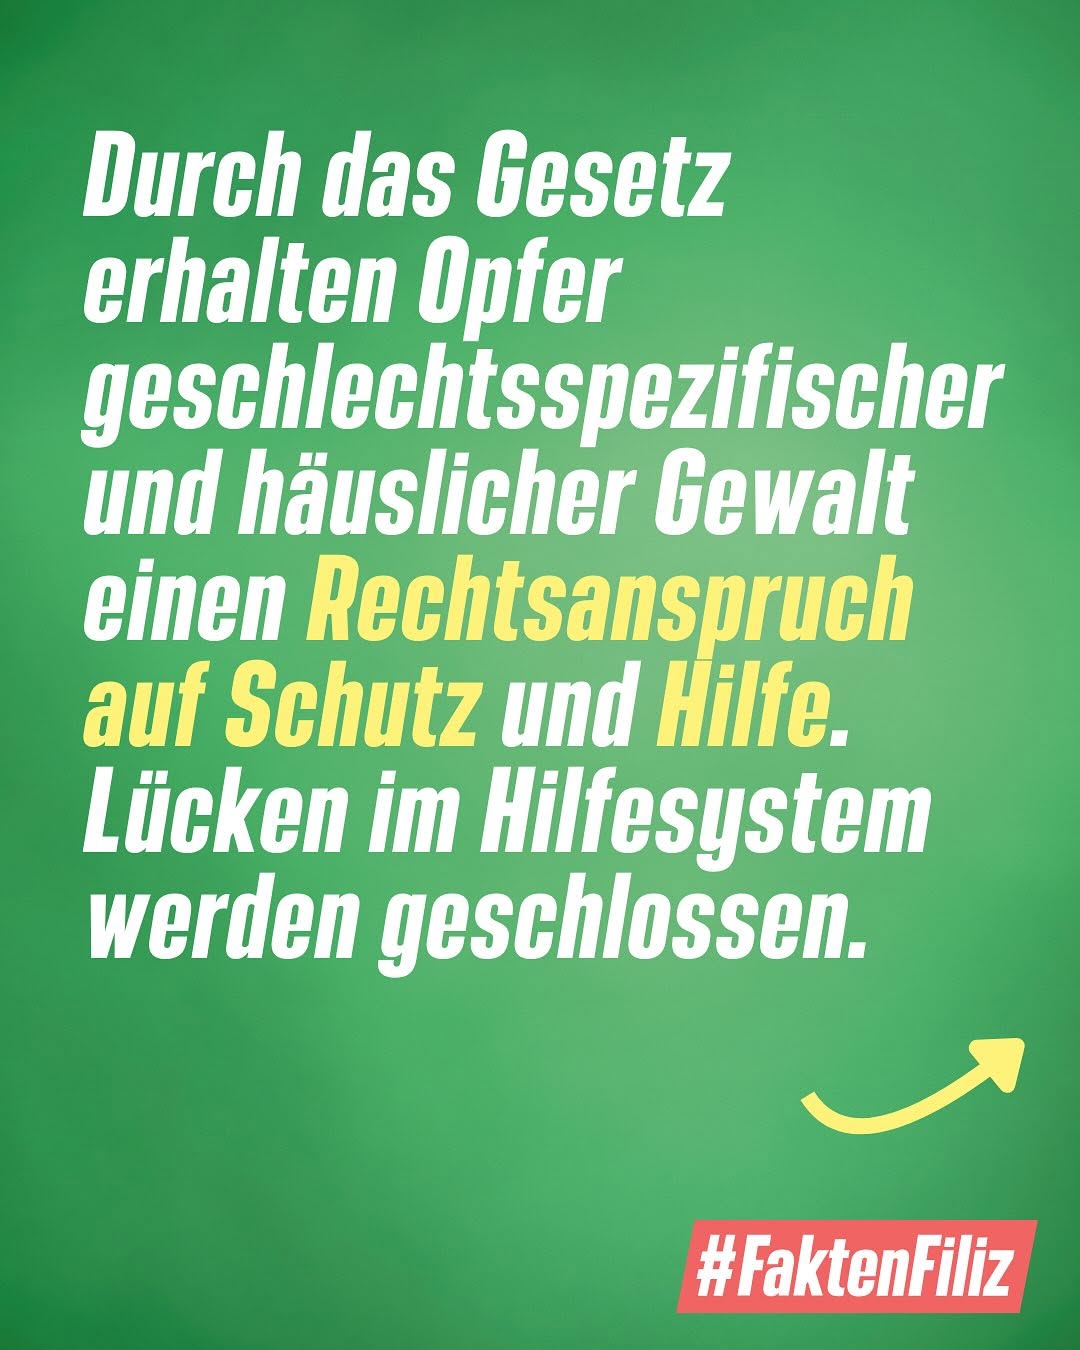 Durch das Gesetz
erhalten Opfer
geschlechtsspezifischer
und häuslicher Gewalt
einen Rechtsanspruch
auf Schutz und Hilfe.
Lücken im Hilfesystem
werden geschlossen.
#FaktenFiliz